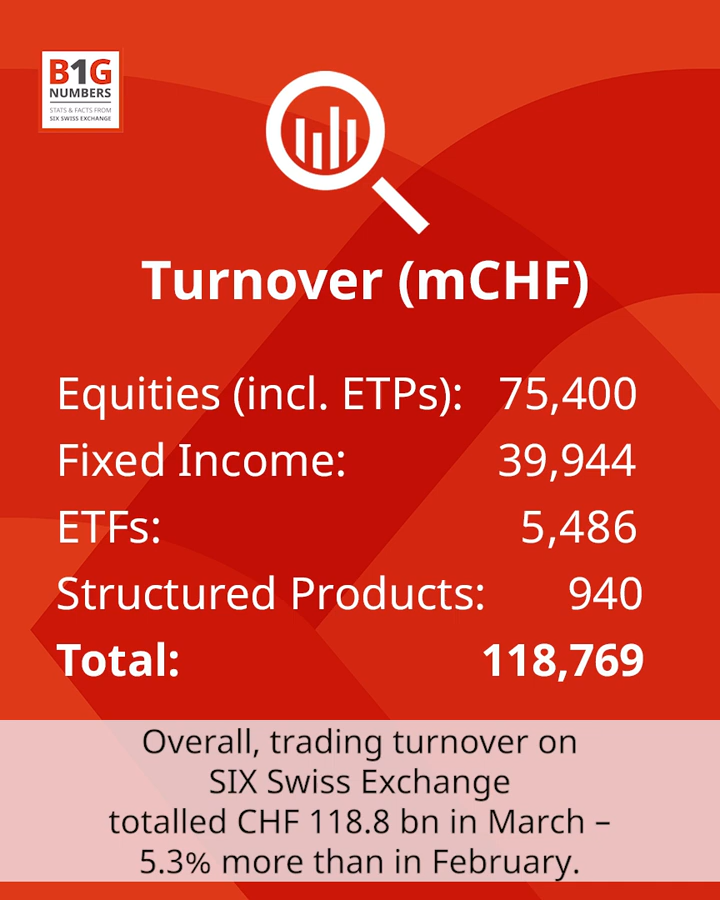 B1G
NUMBERS
STATS & FACTS FROM
SIX SWISS EXCHANGE
Turnover (mCHF)
Equities (incl. ETPs): 75,400
Fixed Income: 39,944
ETFs: 5,486
Structured Products: 940
Total: 118,769
Overall, trading turnover on
SIX Swiss Exchange
totalled CHF 118.8 bn in March –
5.3% more than in February.